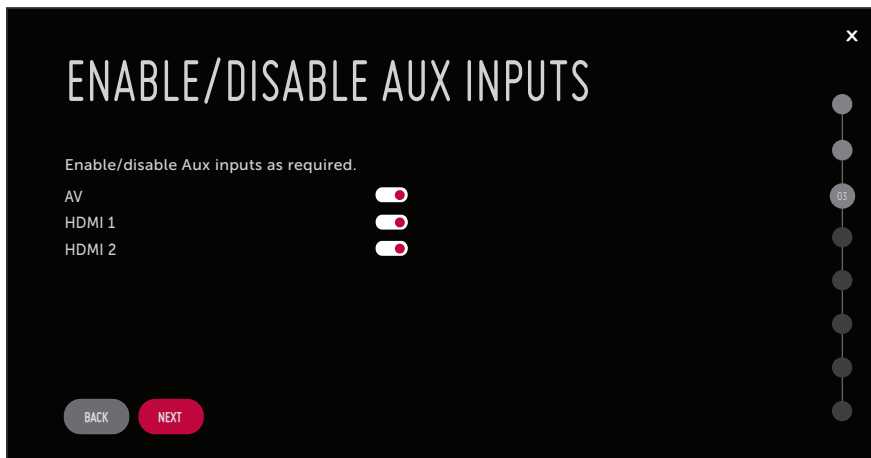 X
ENABLE/DISABLE AUX INPUTS
Enable/disable Aux inputs as required.
AV
03
HDMI 1
HDMI 2
BACK NEXT